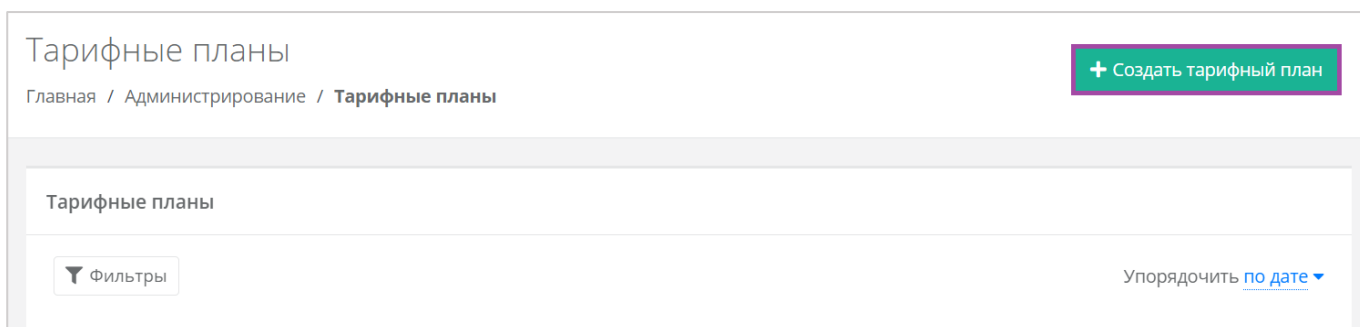 Тарифные планы
Создать тарифный план
Главная / Администрирование / Тарифные планы
Тарифные планы
Фильтры
Упорядочить по дате